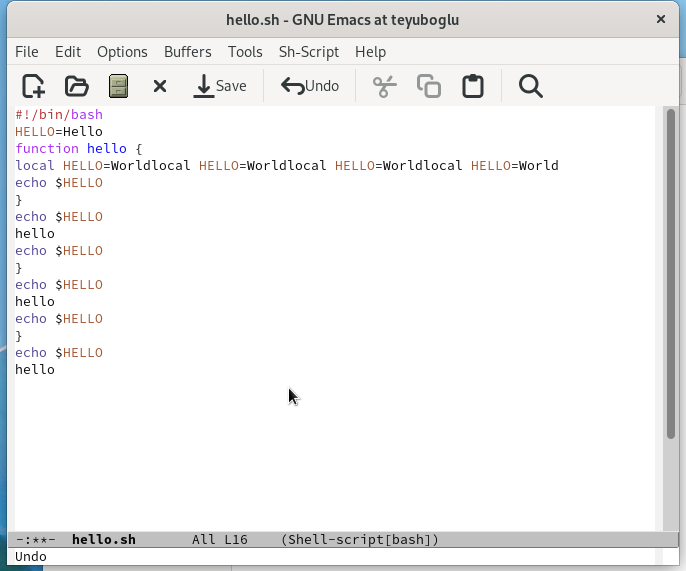 hello.sh - GNU Emacs at teyuboglu
File Edit Options Buffers Tools Sh-Script Help
Save Undo
#!/bin/bash
HELLO=Hello
function hello {
local HELLO=Worldlocal HELLO=Worldlocal HELLO=Worldlocal HELLO=World
echo $HELLO
}
echo $HELLO
hello
echo $HELLO
}
echo $HELLO
hello
echo $HELLO
}
echo $HELLO
hello
-:**- hello.sh All L16 (Shell-script[bash])
Undo